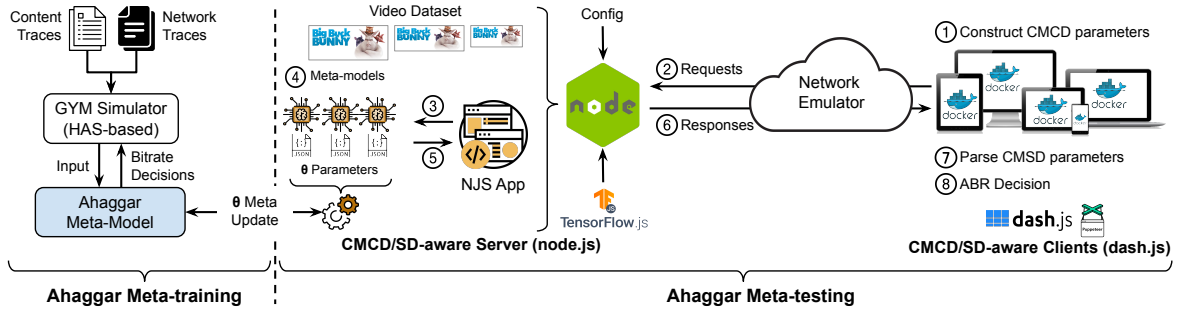 Content
Traces
Network
Traces
GYM Simulator
(HAS-based)
Input
Bitrate
Decisions
Ahaggar
Meta-Model
θ Meta
Update
Ahaggar Meta-training
Video Dataset
Big Buck
BUNNY
Big Buck
BUNNY
Big Buck
BUNNY
4 Meta-models
JSON
JSON
JSON
θ Parameters
3
5
NJS App
CMCD/SD-aware Server (node.js)
Config
node
JS
TensorFlow.js
2 Requests
6 Responses
Network
Emulator
1 Construct CMCD parameters
docker
docker
docker
docker
7 Parse CMSD parameters
8 ABR Decision
dash.js
Puppeteer
CMCD/SD-aware Clients (dash.js)
Ahaggar Meta-testing